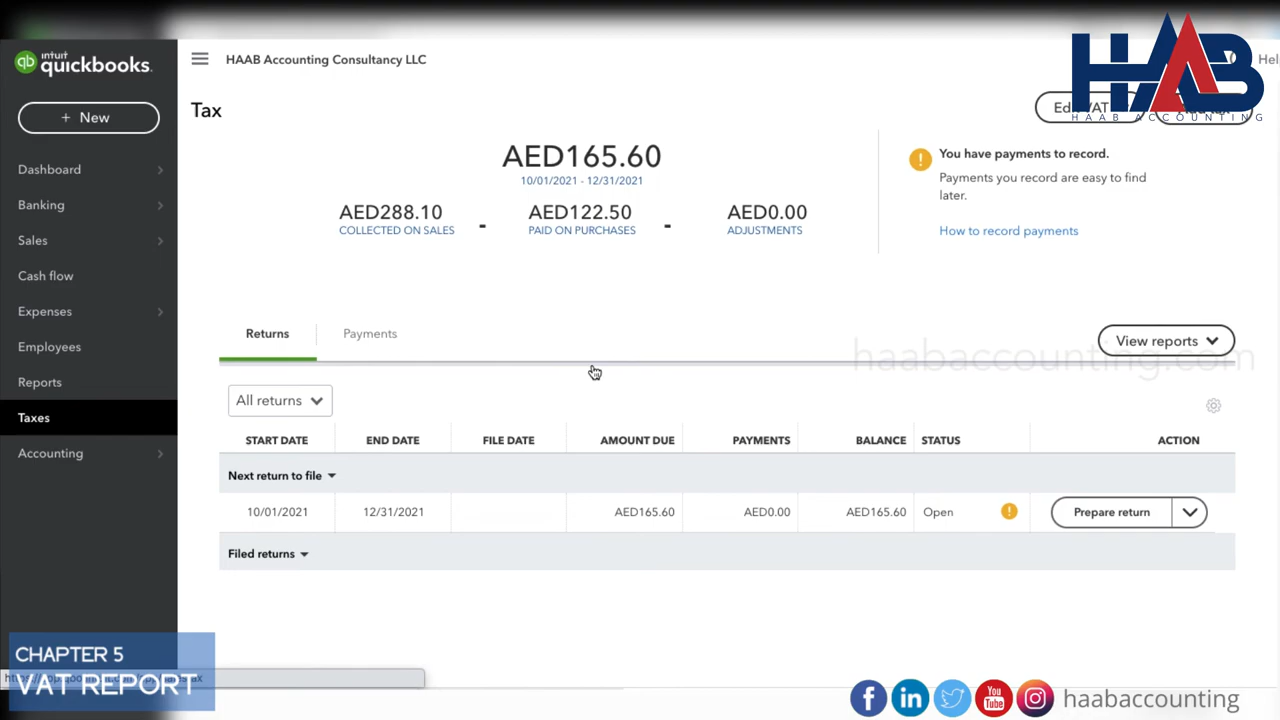 HAAB
HAAB ACCOUNTING
intuit
quickbooks.
HAAB Accounting Consultancy LLC
Hel
+ New
Tax
Edit VAT
AED165.60
10/01/2021 - 12/31/2021
AED288.10
COLLECTED ON SALES
-
AED122.50
PAID ON PURCHASES
-
AED0.00
ADJUSTMENTS
You have payments to record.
Payments you record are easy to find
later.
How to record payments
Dashboard
Banking
Sales
Cash flow
Expenses
Employees
Reports
Taxes
Accounting
Returns
Payments
View reports
haabaccounting.com
All returns
START DATE END DATE FILE DATE AMOUNT DUE PAYMENTS BALANCE STATUS ACTION
Next return to file
10/01/2021 12/31/2021 AED165.60 AED0.00 AED165.60 Open Prepare return
Filed returns
CHAPTER 5
VAT REPORT
haabaccounting